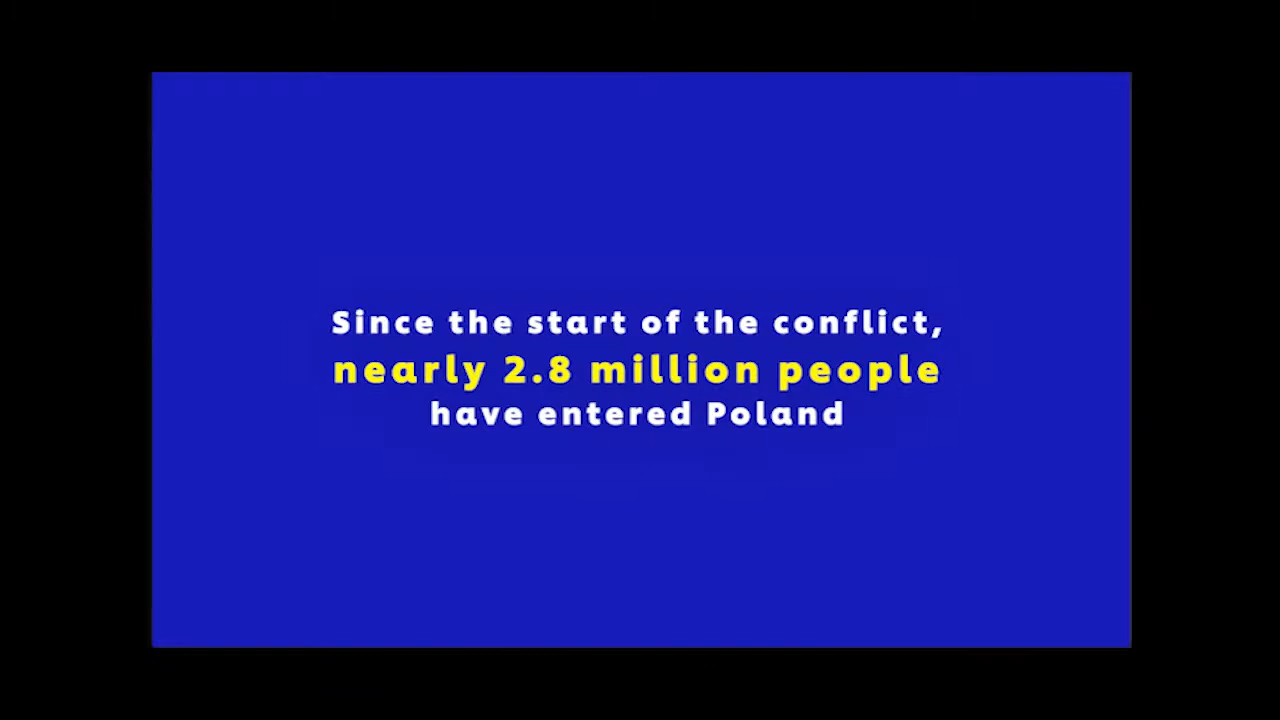 Since the start of the conflict,
nearly 2.8 million people
have entered Poland